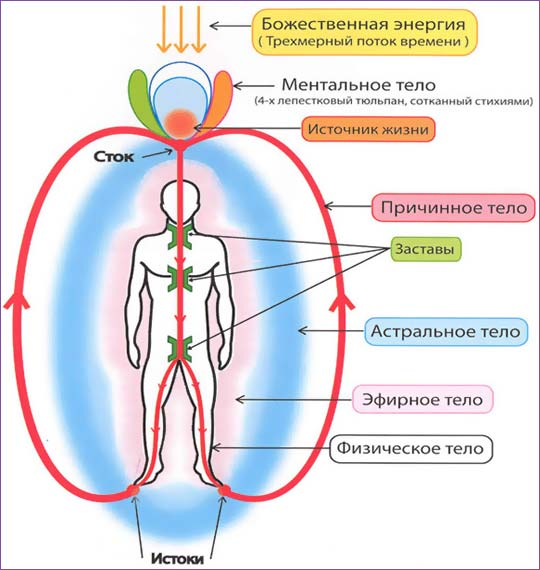 Божественная энергия
( Трехмерный поток времени )
Ментальное тело
(4-х лепестковый тюльпан, сотканный стихиями)
Источник жизни
Сток
Причинное тело
Заставы
Астральное тело
Эфирное тело
Физическое тело
Истоки